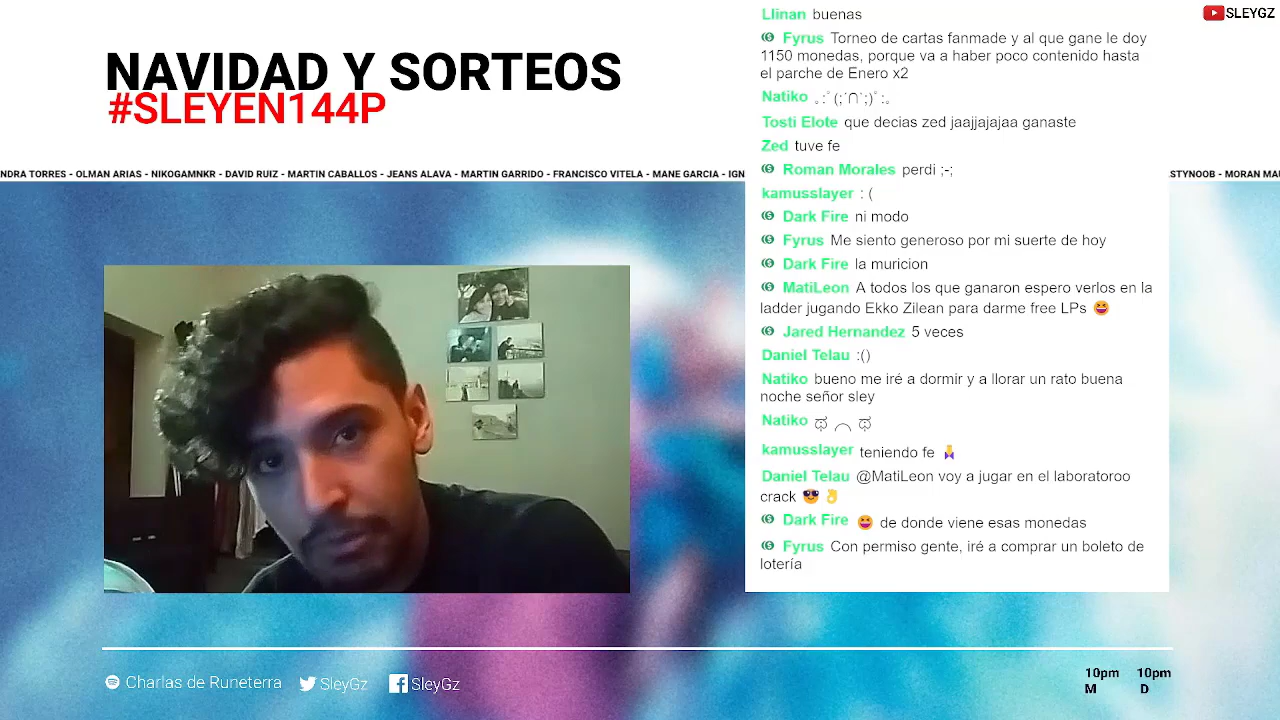 SLEYGZ
NAVIDAD Y SORTEOS
#SLEYEN144P
NDRA TORRES - OLMAN ARIAS - NIKOGAMNKR - DAVID RUIZ - MARTIN CABALLOS - JEANS ALAVA - MARTIN GARRIDO - FRANCISCO VITELA - MANE GARCIA - IGN
STYNOOB - MORAN MAU
Llinan buenas
Fyrus Torneo de cartas fanmade y al que gane le doy
1150 monedas, porque va a haber poco contenido hasta
el parche de Enero x2
Natiko ｡:ﾟ(;´∩`;)ﾟ:｡
Tosti Elote que decias zed jaajjajajaa ganaste
Zed tuve fe
Roman Morales perdi ;-;
kamusslayer : (
Dark Fire ni modo
Fyrus Me siento generoso por mi suerte de hoy
Dark Fire la muricion
MatiLeon A todos los que ganaron espero verlos en la
ladder jugando Ekko Zilean para darme free LPs 😆
Jared Hernandez 5 veces
Daniel Telau :()
Natiko bueno me iré a dormir y a llorar un rato buena
noche señor sley
Natiko ಥ ︵ ಥ
kamusslayer teniendo fe
Daniel Telau @MatiLeon voy a jugar en el laboratoroo
crack 😎 👌
Dark Fire 😆 de donde viene esas monedas
Fyrus Con permiso gente, iré a comprar un boleto de
lotería
Charlas de Runeterra SleyGz SleyGz
10pm 10pm
M D